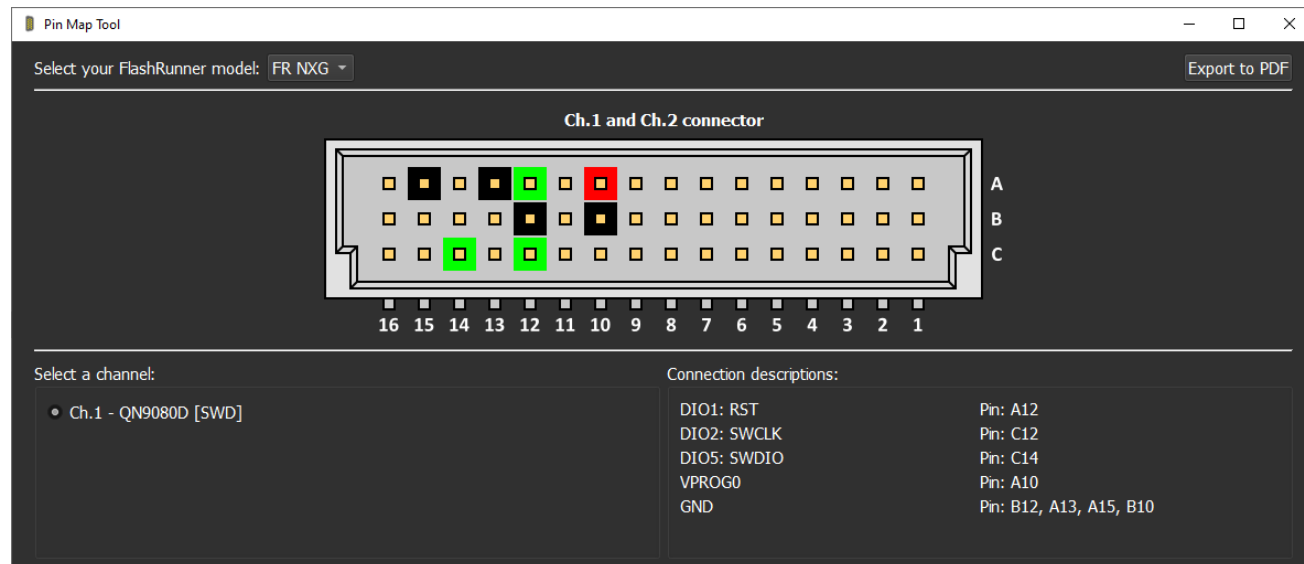 Pin Map Tool
Select your FlashRunner model: FR NXG
Export to PDF
Ch.1 and Ch.2 connector
A
B
C
16 15 14 13 12 11 10 9 8 7 6 5 4 3 2 1
Select a channel:
Ch.1 - QN9080D [SWD]
Connection descriptions:
DIO1: RST Pin: A12
DIO2: SWCLK Pin: C12
DIO5: SWDIO Pin: C14
VPROG0 Pin: A10
GND Pin: B12, A13, A15, B10